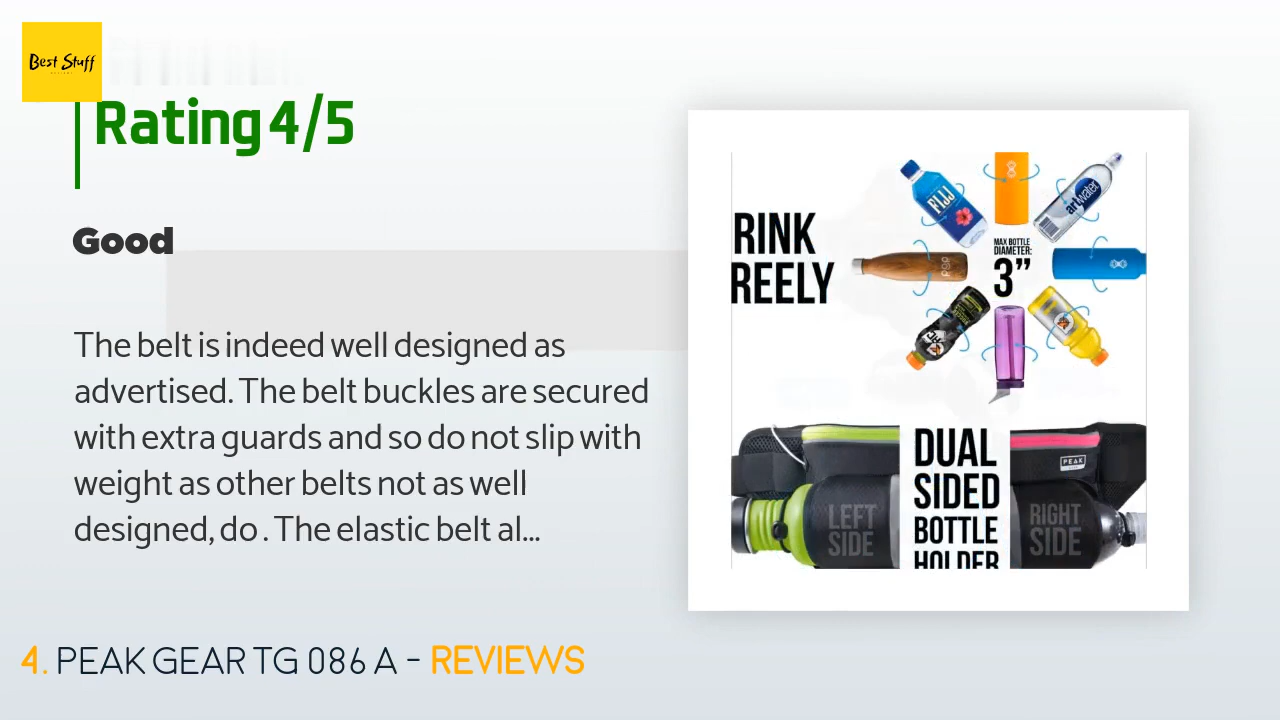 Best Stuff
Rating 4/5
Good
The belt is indeed well designed as
advertised. The belt buckles are secured
with extra guards and so do not slip with
weight as other belts not as well
designed, do . The elastic belt al...
RINK
REELY
FIJI
artwater
MAX BOTTLE
DIAMETER:
3”
DUAL
SIDED
BOTTLE
HOLDER
LEFT
SIDE
PEAK
RIGHT
SIDE
4. PEAK GEAR TG 086 A - REVIEWS